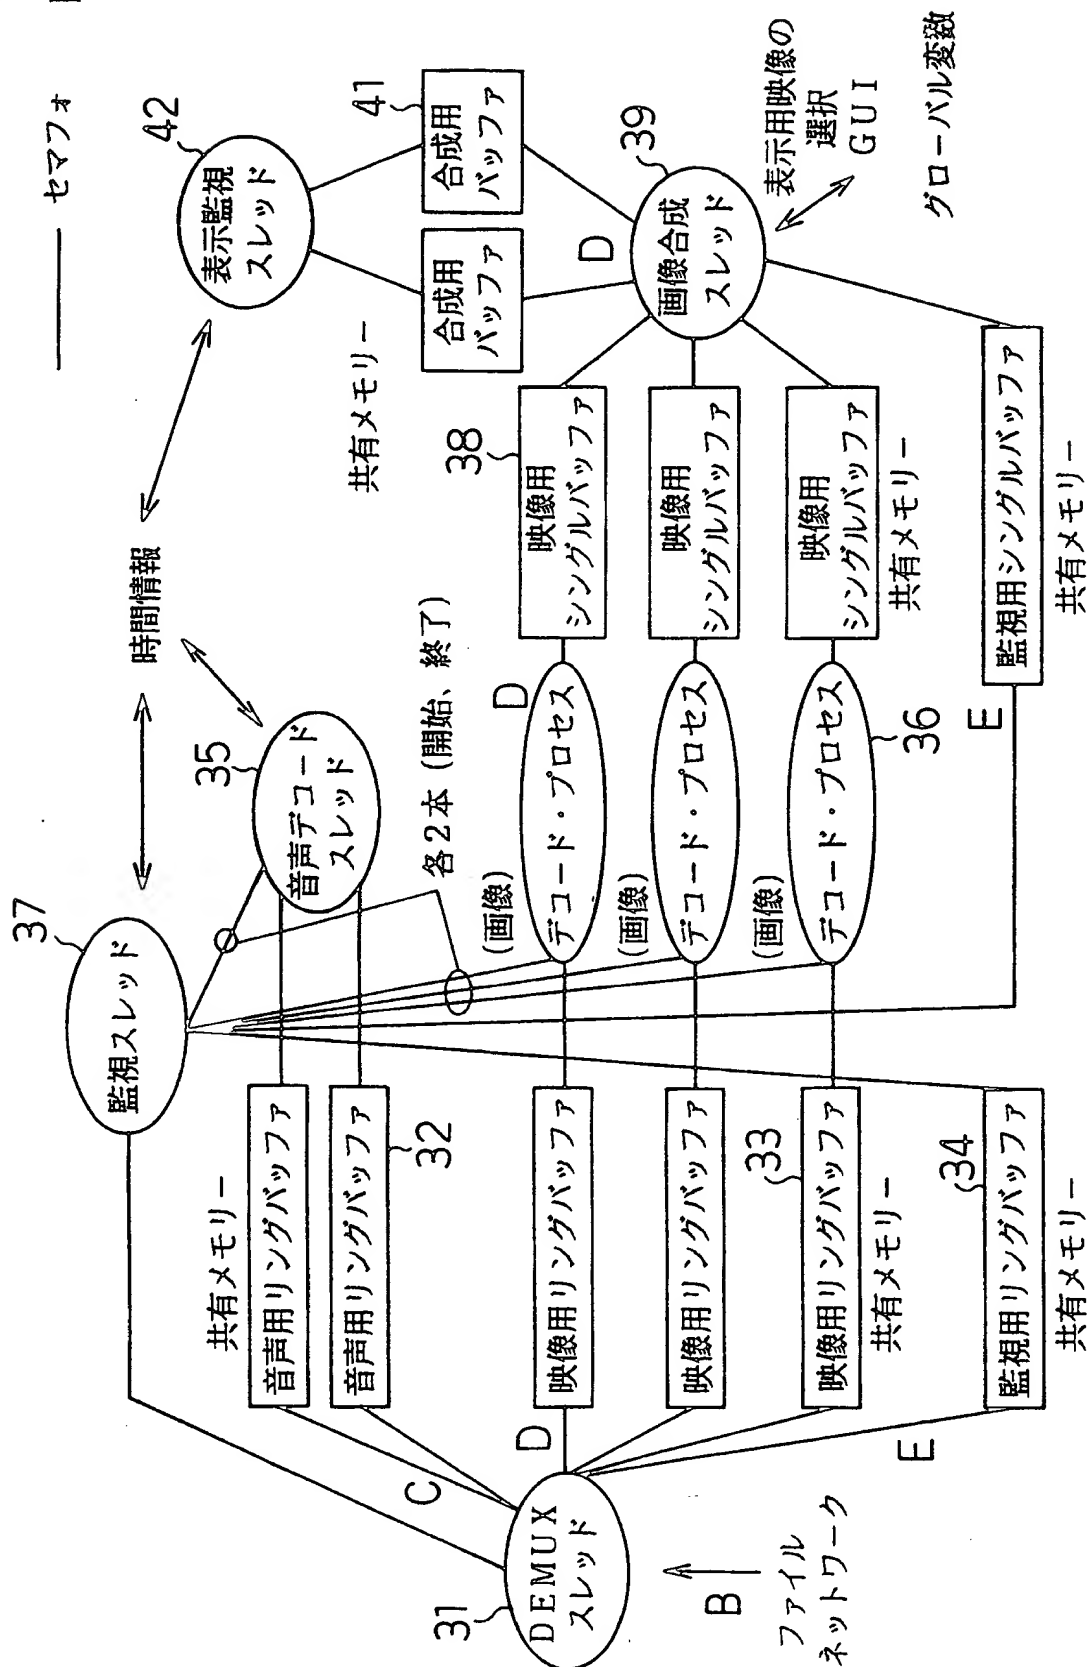 セマフォ
37
監視スレッド
時間情報
42
表示監視
スレッド
35
音声デコード
スレッド
共有メモリー
音声用リングバッファ
音声用リングバッファ
32
各2本 (開始、終了)
共有メモリー
合成用
バッファ
合成用
バッファ
41
C
31
DEMUX
スレッド
D
映像用リングバッファ
(画像)
デコード・プロセス
D
38
映像用
シングルバッファ
D
39
画像合成
スレッド
映像用リングバッファ
(画像)
デコード・プロセス
映像用
シングルバッファ
B
ファイル
ネットワーク
33
映像用リングバッファ
共有メモリー
(画像)
デコード・プロセス
36
映像用
シングルバッファ
共有メモリー
表示用映像の
選択
GUI
グローバル変数
E
34
監視用リングバッファ
共有メモリー
E
監視用シングルバッファ
共有メモリー